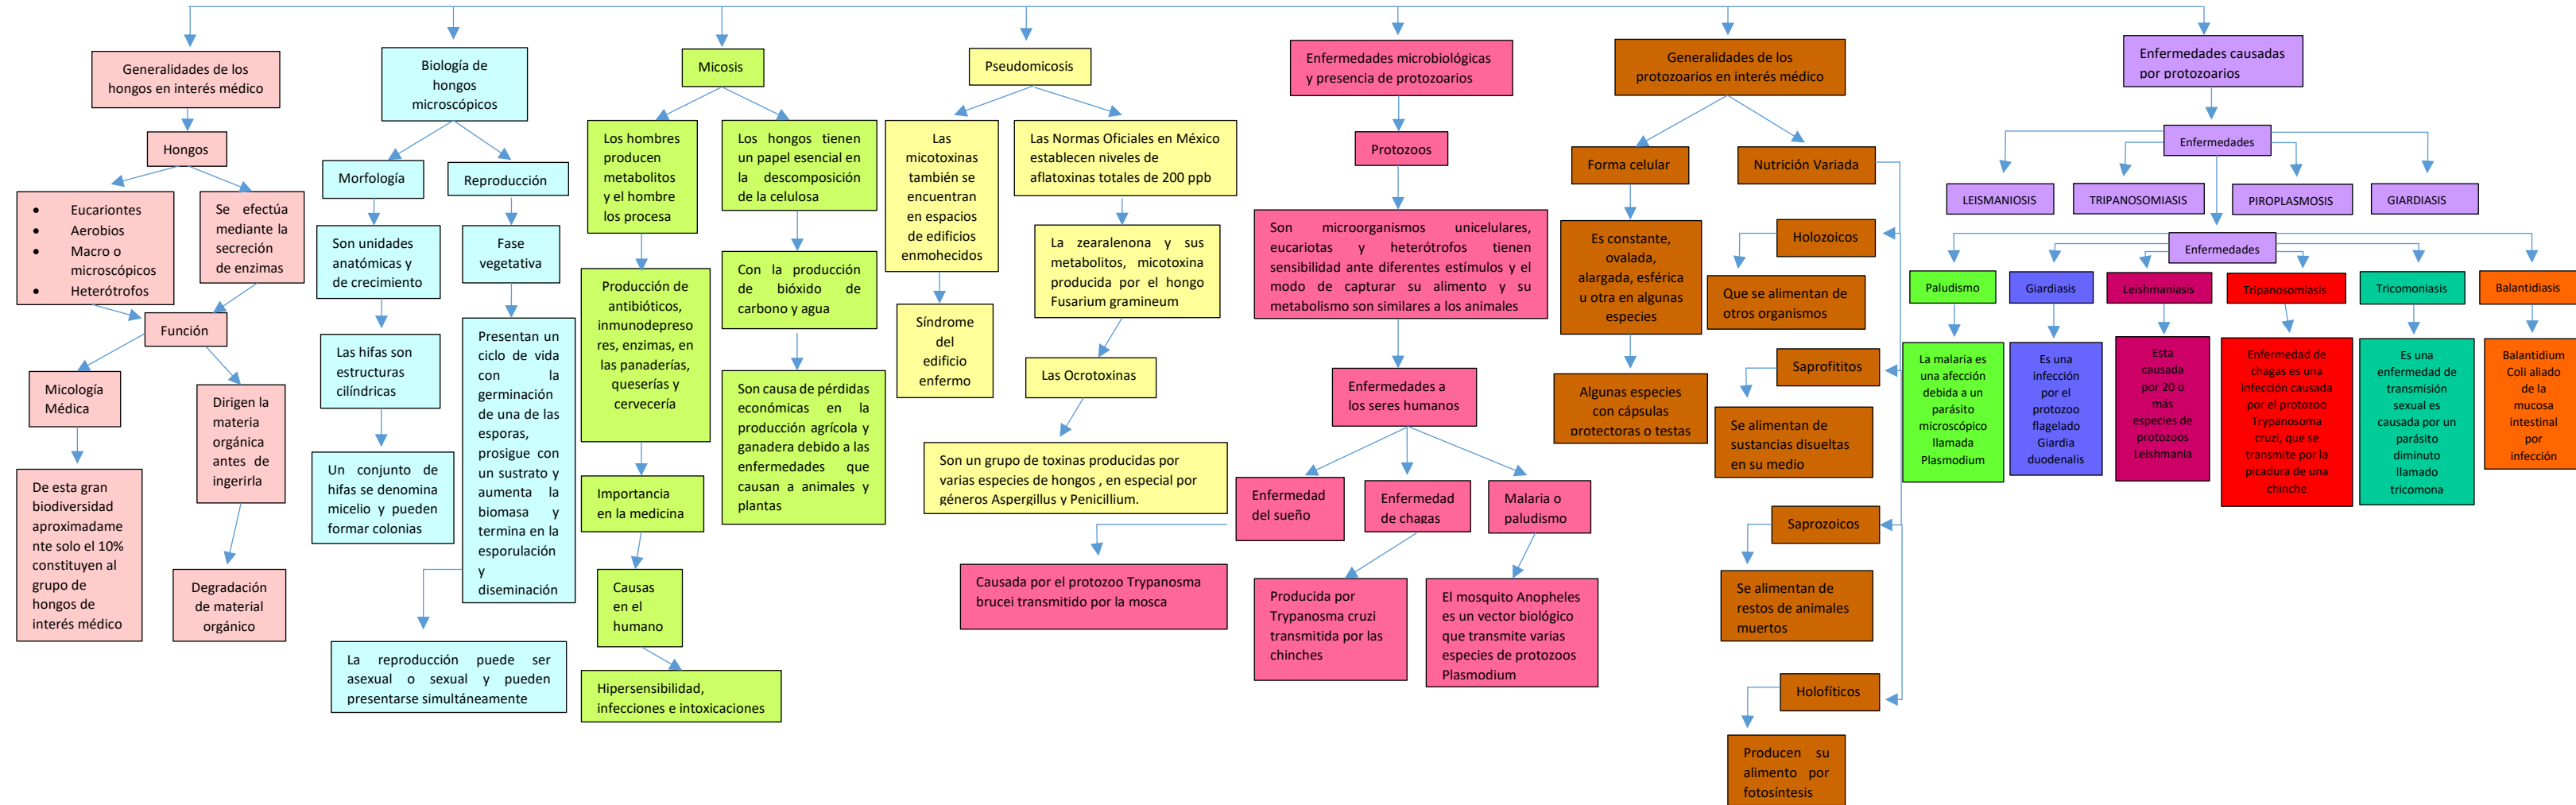 Generalidades de los
hongos en interés médico
Hongos
• Eucariontes
• Aerobios
• Macro o
microscópicos
• Heterótrofos
Se efectúa
mediante la
secreción
de enzimas
Función
Micología
Médica
Dirigen la
materia
orgánica
antes de
ingerirla
De esta gran
biodiversidad
aproximadame
nte solo el 10%
constituyen al
grupo de
hongos de
interés médico
Degradación
de material
orgánico
Biología de
hongos
microscópicos
Morfología
Reproducción
Son unidades
anatómicas y
de crecimiento
Fase
vegetativa
Las hifas son
estructuras
cilíndricas
Presentan un
ciclo de vida
con la
germinación
de una de las
esporas,
prosigue con
un sustrato y
aumenta la
biomasa y
termina en la
esporulación
y
diseminación
Un conjunto de
hifas se denomina
micelio y pueden
formar colonias
La reproducción puede ser
asexual o sexual y pueden
presentarse simultáneamente
Micosis
Los hombres
producen
metabolitos
y el hombre
los procesa
Los hongos tienen
un papel esencial en
la descomposición
de la celulosa
Producción de
antibióticos,
inmunodepreso
res, enzimas, en
las panaderías,
queserías y
cervecería
Con la producción
de bióxido de
carbono y agua
Son causa de pérdidas
económicas en la
producción agrícola y
ganadera debido a las
enfermedades que
causan a animales y
plantas
Importancia
en la medicina
Causas
en el
humano
Hipersensibilidad,
infecciones e intoxicaciones
Pseudomicosis
Las
micotoxinas
también se
encuentran
en espacios
de edificios
enmohecidos
Las Normas Oficiales en México
establecen niveles de
aflatoxinas totales de 200 ppb
Síndrome
del
edificio
enfermo
La zearalenona y sus
metabolitos, micotoxina
producida por el hongo
Fusarium gramineum
Las Ocrotoxinas
Son un grupo de toxinas producidas por
varias especies de hongos , en especial por
géneros Aspergillus y Penicillium.
Enfermedades microbiológicas
y presencia de protozoarios
Protozoos
Son microorganismos unicelulares,
eucariotas y heterótrofos tienen
sensibilidad ante diferentes estímulos y el
modo de capturar su alimento y su
metabolismo son similares a los animales
Enfermedades a
los seres humanos
Enfermedad
del sueño
Enfermedad
de chagas
Malaria o
paludismo
Causada por el protozoo Trypanosma
brucei transmitido por la mosca
Producida por
Trypanosma cruzi
transmitida por las
chinches
El mosquito Anopheles
es un vector biológico
que transmite varias
especies de protozoos
Plasmodium
Generalidades de los
protozoarios en interés médico
Forma celular
Nutrición Variada
Es constante,
ovalada,
alargada, esférica
u otra en algunas
especies
Algunas especies
con cápsulas
protectoras o testas
Holozoicos
Que se alimentan de
otros organismos
Saprofititos
Se alimentan de
sustancias disueltas
en su medio
Saprozoicos
Se alimentan de
restos de animales
muertos
Holofíticos
Producen su
alimento por
fotosíntesis
Enfermedades causadas
por protozoarios
Enfermedades
LEISMANIOSIS
TRIPANOSOMIASIS
PIROPLASMOSIS
GIARDIASIS
Enfermedades
Paludismo
Giardiasis
Leishmaniasis
Tripanosomiasis
Tricomoniasis
Balantidiasis
La malaria es
una afección
debida a un
parásito
microscópico
llamada
Plasmodium
Es una
infección
por el
protozoo
flagelado
Giardia
duodenalis
Esta
causada
por 20 o
más
especies de
protozoos
Leishmania
Enfermedad de
chagas es una
infección causada
por el protozoo
Trypanosoma
cruzi, que se
transmite por la
picadura de una
chinche
Es una
enfermedad de
transmisión
sexual es
causada por un
parásito
diminuto
llamado
tricomona
Balantidium
Coli aliado
de la
mucosa
intestinal
por
infección